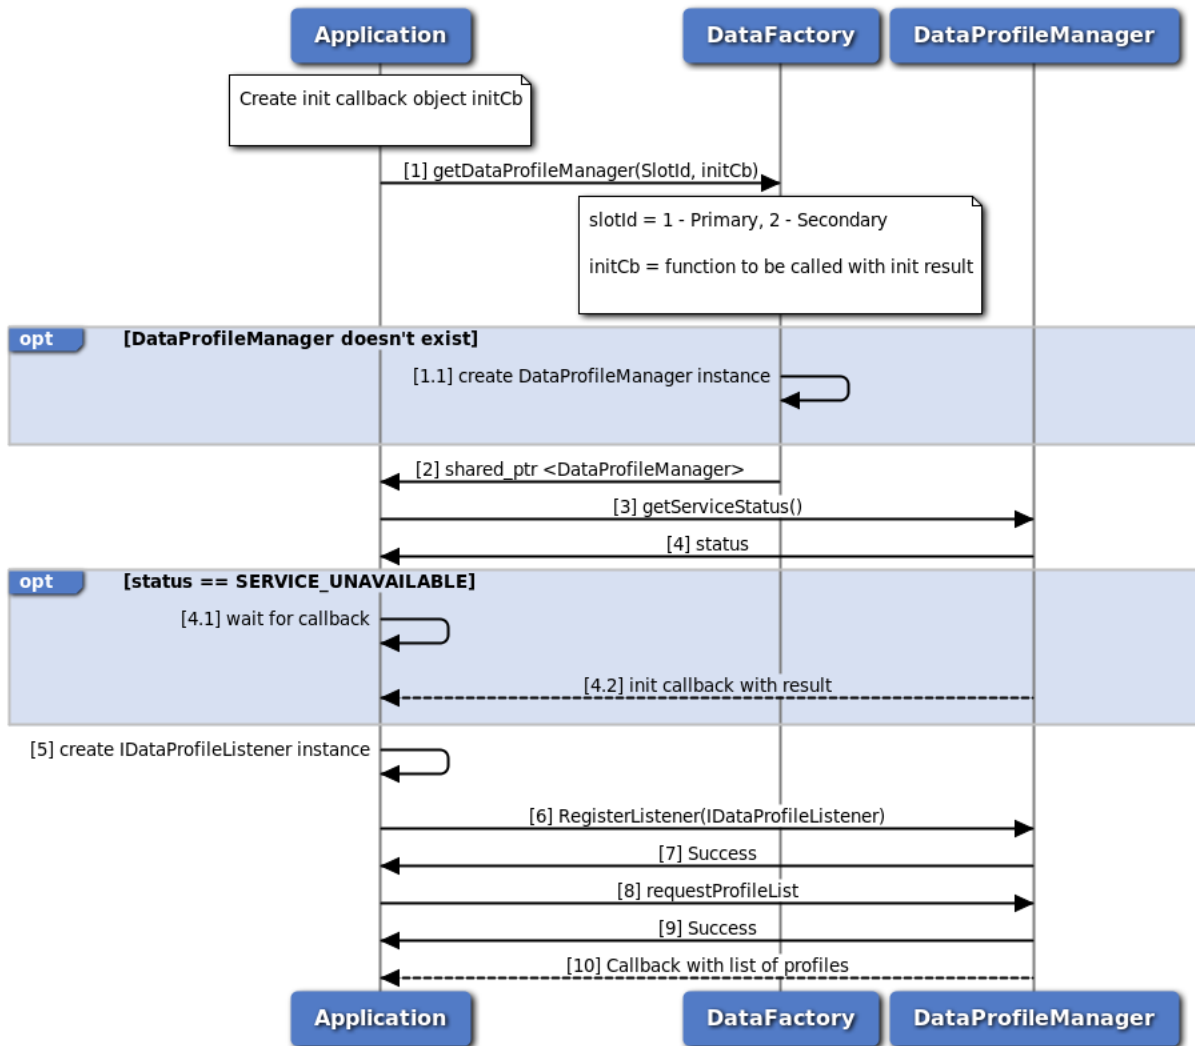 Application
DataFactory
DataProfileManager
Create init callback object initCb
[1] getDataProfileManager(SlotId, initCb)
slotId = 1 - Primary, 2 - Secondary
initCb = function to be called with init result
opt
[DataProfileManager doesn't exist]
[1.1] create DataProfileManager instance
[2] shared_ptr <DataProfileManager>
[3] getServiceStatus()
[4] status
opt
[status == SERVICE_UNAVAILABLE]
[4.1] wait for callback
[4.2] init callback with result
[5] create IDataProfileListener instance
[6] RegisterListener(IDataProfileListener)
[7] Success
[8] requestProfileList
[9] Success
[10] Callback with list of profiles
Application
DataFactory
DataProfileManager